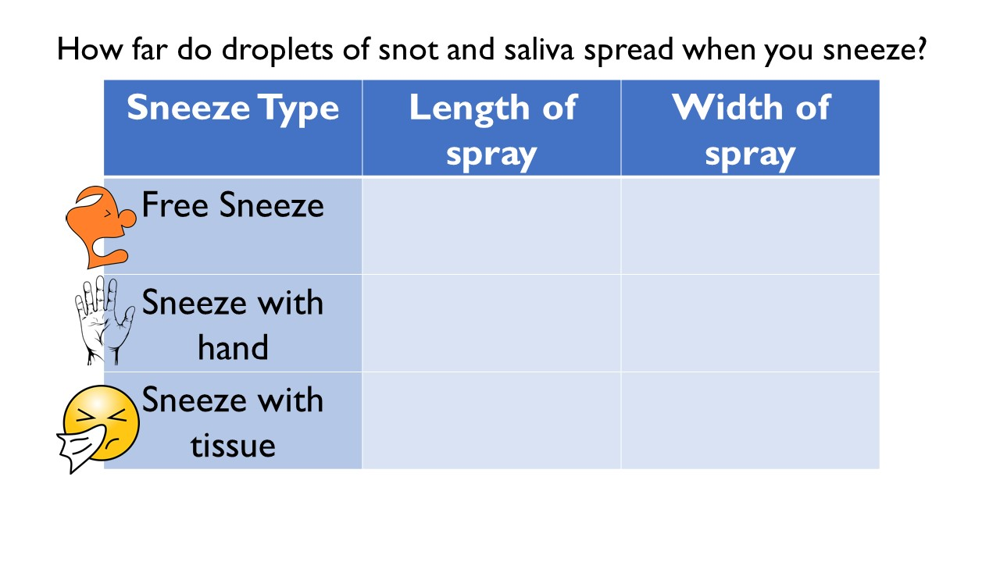 How far do droplets of snot and saliva spread when you sneeze?
Sneeze Type
Length of
spray
Width of
spray
Free Sneeze
Sneeze with
hand
Sneeze with
tissue